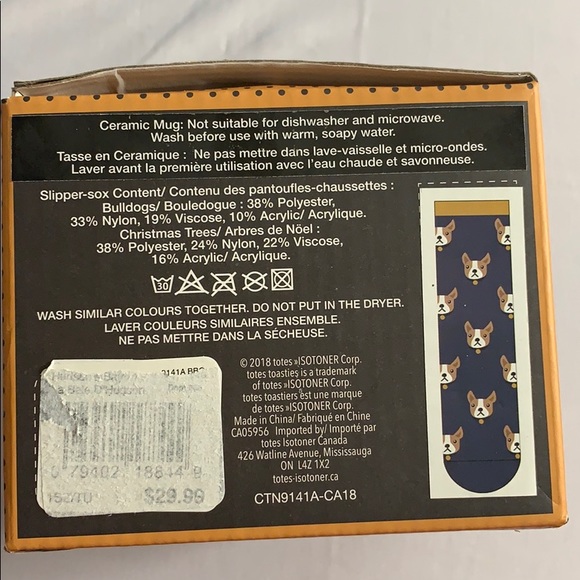 Ceramic Mug: Not suitable for dishwasher and microwave.
Wash before use with warm, soapy water.
Tasse en Ceramique : Ne pas mettre dans lave-vaisselle et micro-ondes.
Laver avant la première utilisation avec l'eau chaude et savonneuse.
Slipper-sox Content/ Contenu des pantoufles-chaussettes :
Bulldogs/ Bouledogue : 38% Polyester,
33% Nylon, 19% Viscose, 10% Acrylic/ Acrylique.
Christmas Trees/ Arbres de Nöel :
38% Polyester, 24% Nylon, 22% Viscose,
16% Acrylic/ Acrylique.
30
WASH SIMILAR COLOURS TOGETHER. DO NOT PUT IN THE DRYER.
LAVER COULEURS SIMILAIRES ENSEMBLE.
NE PAS METTRE DANS LA SÉCHEUSE.
© 2018 totes »ISOTONER Corp.
totes toasties is a trademark
of totes »ISOTONER Corp.
totes toasties est une marque
de totes »ISOTONER Corp.
Made in China/ Fabriqué en Chine
CA05956 Imported by/ Importé par
totes Isotoner Canada
426 Watline Avenue, Mississauga
ON L4Z 1X2
totes-isotoner.com
CTN9141A-CA18
9141A BRG
$29.99